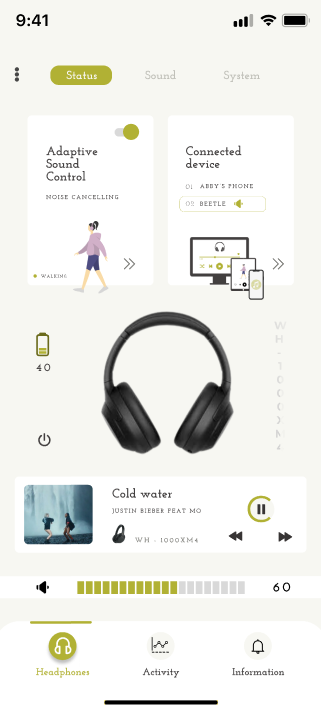 9:41
Status
Sound
System
Adaptive
Sound
Control
NOISE CANCELLING
WALKING
Connected
device
01 ABBY'S PHONE
BEETLE
40
WH-1000XM4
Cold water
JUSTIN BIEBER FEAT MO
WH - 1000XM4
60
Headphones
Activity
Information